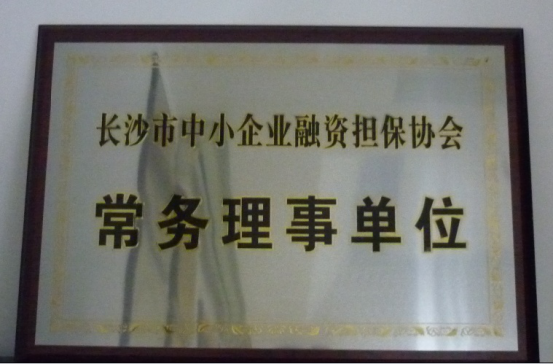 长沙市中小企业融资担保协会
常务理事单位